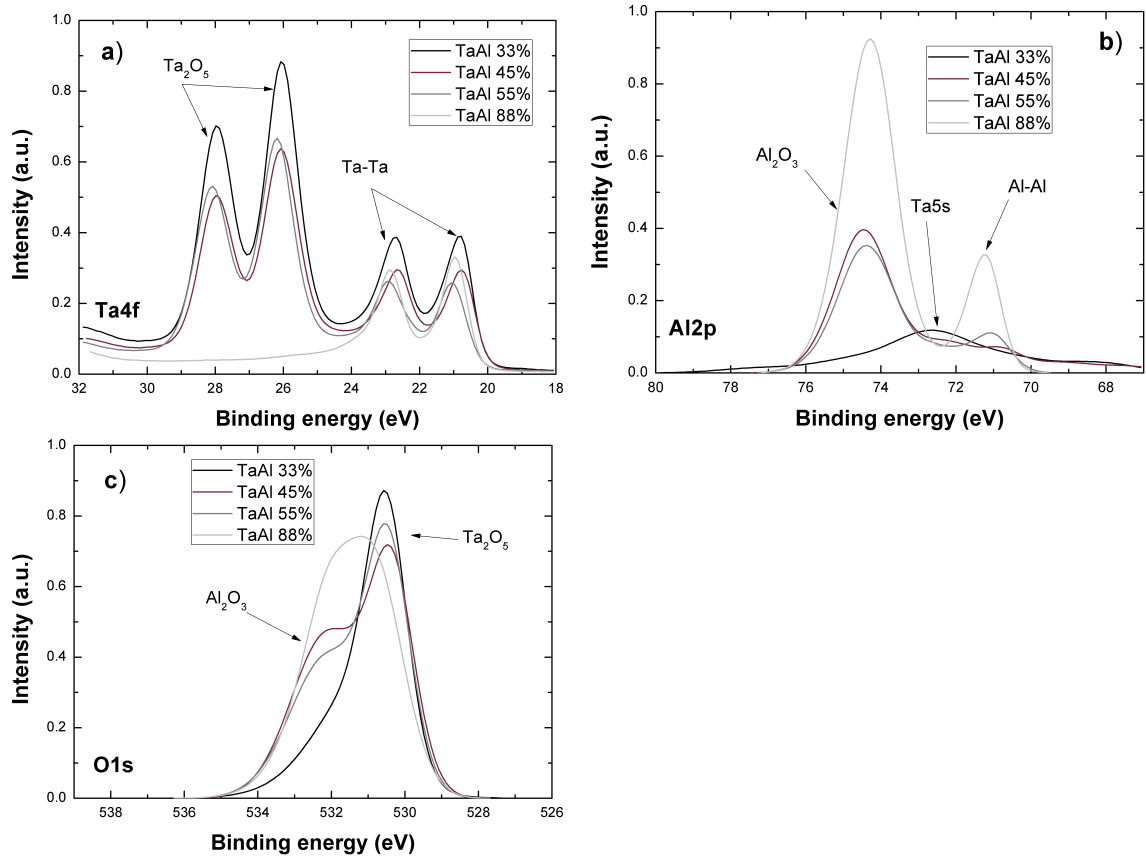 a)
TaAl 33%
TaAl 45%
TaAl 55%
TaAl 88%
Ta₂O₅
Ta-Ta
Ta4f
Intensity (a.u.)
0.0
0.2
0.4
0.6
0.8
1.0
32 30 28 26 24 22 20 18
Binding energy (eV)
b)
TaAl 33%
TaAl 45%
TaAl 55%
TaAl 88%
Al₂O₃
Ta5s
Al-Al
Al2p
Intensity (a.u.)
0.0
0.2
0.4
0.6
0.8
1.0
80 78 76 74 72 70 68
Binding energy (eV)
c)
TaAl 33%
TaAl 45%
TaAl 55%
TaAl 88%
Ta₂O₅
Al₂O₃
O1s
Intensity (a.u.)
0.0
0.2
0.4
0.6
0.8
1.0
538 536 534 532 530 528 526
Binding energy (eV)